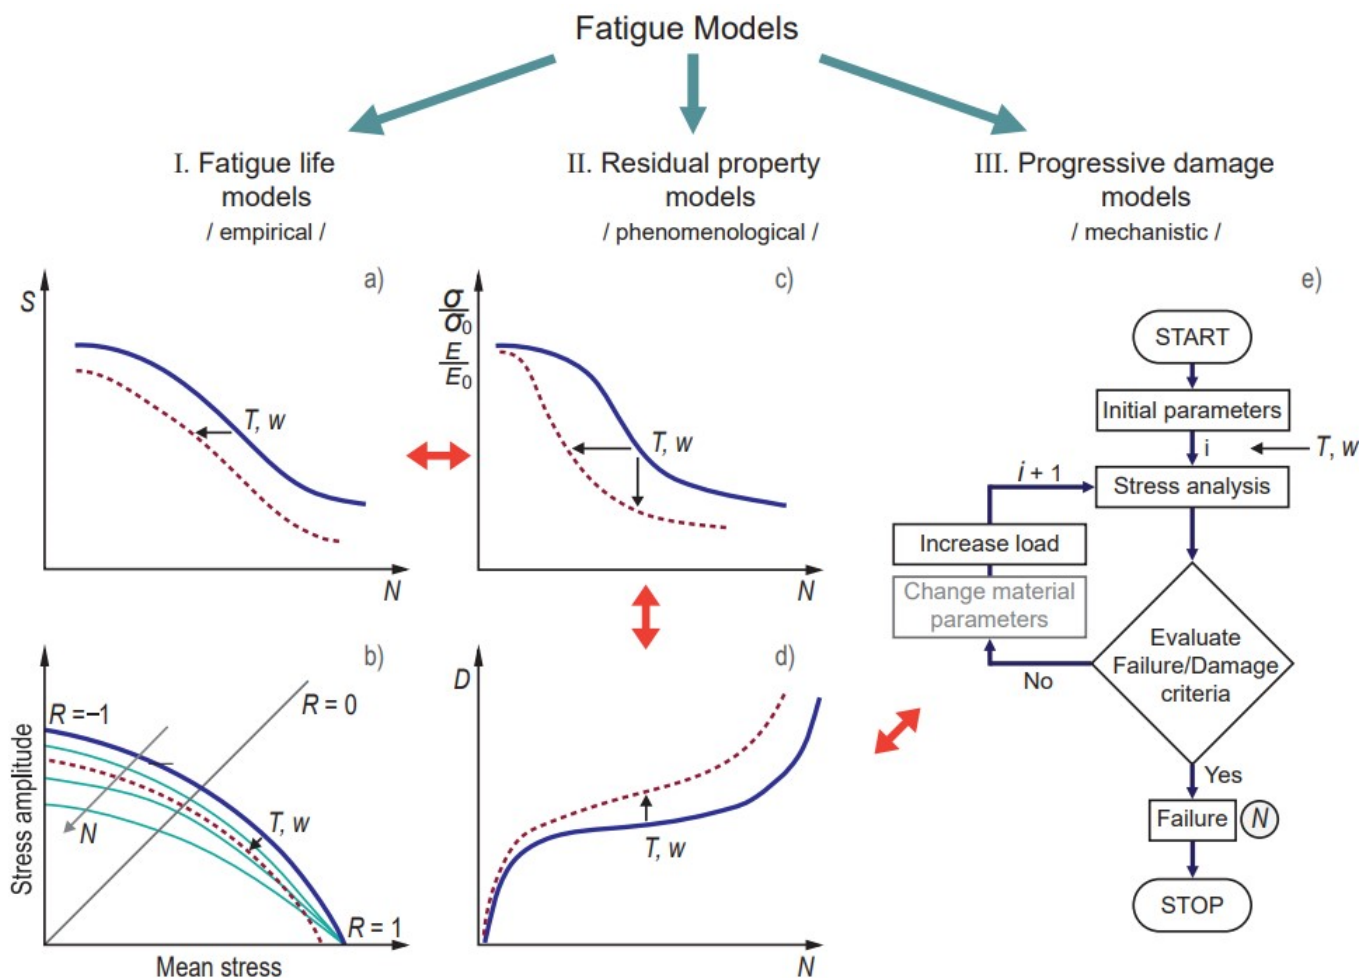 Fatigue Models
I. Fatigue life
models
/ empirical /
II. Residual property
models
/ phenomenological /
III. Progressive damage
models
/ mechanistic /
a)
S
T, w
N
c)
σ
σ0
E
E0
T, w
N
b)
Stress amplitude
R =–1
R = 0
N
T, w
R = 1
Mean stress
d)
D
T, w
N
e)
START
Initial parameters
i
T, w
i + 1
Stress analysis
Increase load
Change material
parameters
Evaluate
Failure/Damage
criteria
No
Yes
Failure
N
STOP